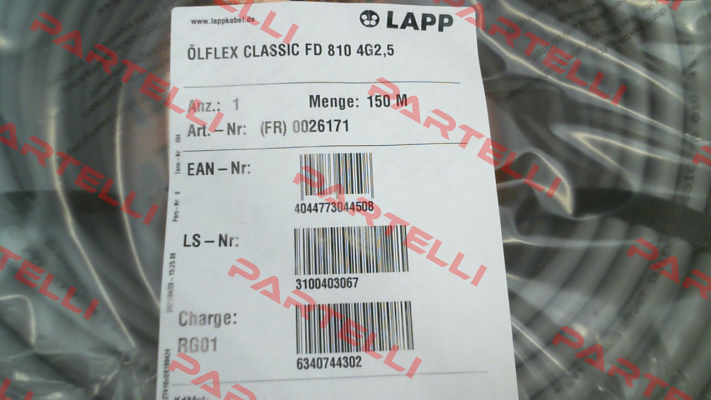 www.lappkabel.de
LAPP
ÖLFLEX CLASSIC FD 810 4G2,5
Anz.: 1 Menge: 150 M
Art.-Nr: (FR) 0026171
EAN-Nr:
4044773044508
LS-Nr:
3100403067
Charge:
RG01
6340744302
PARTELLI
PARTELLI
PARTELLI
PARTELLI
PARTELLI
PARTELLI